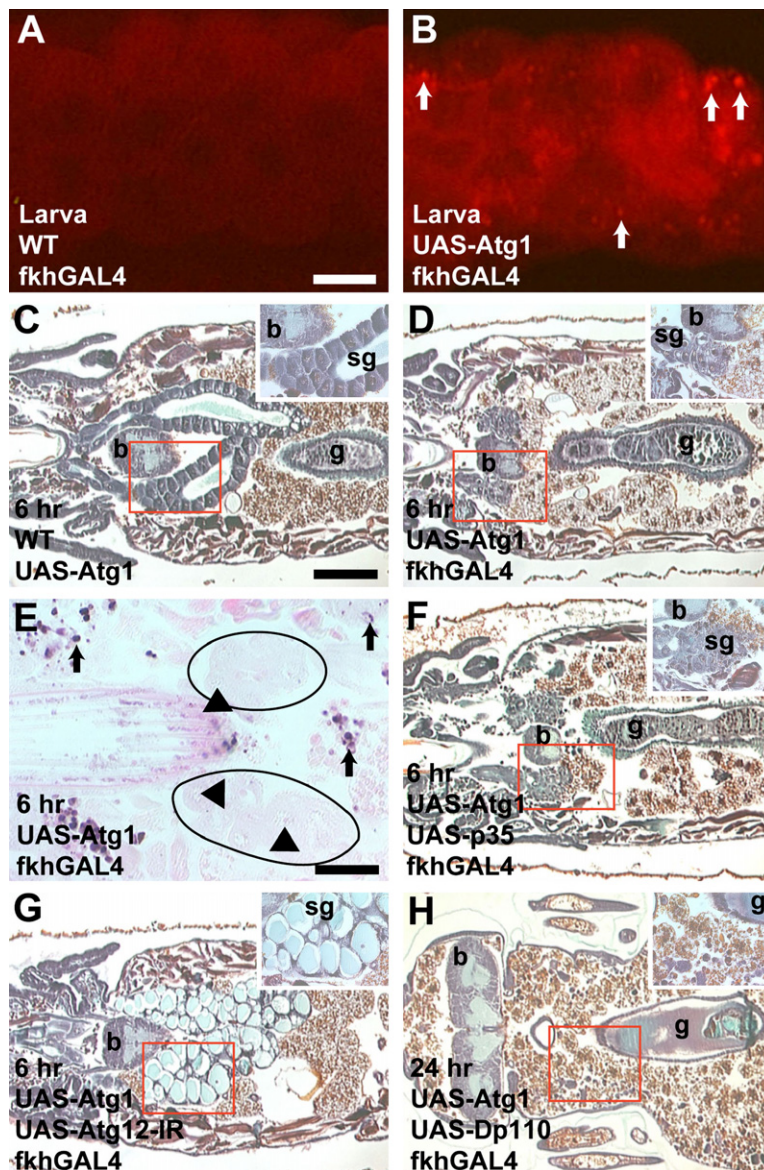 A
Larva
WT
fkhGAL4
B
Larva
UAS-Atg1
fkhGAL4
C
b
sg
b
g
6 hr
WT
UAS-Atg1
D
b
sg
b
g
6 hr
UAS-Atg1
fkhGAL4
E
6 hr
UAS-Atg1
fkhGAL4
F
b
sg
b
g
6 hr
UAS-Atg1
UAS-p35
fkhGAL4
G
sg
b
6 hr
UAS-Atg1
UAS-Atg12-IR
fkhGAL4
H
g
b
g
24 hr
UAS-Atg1
UAS-Dp110
fkhGAL4